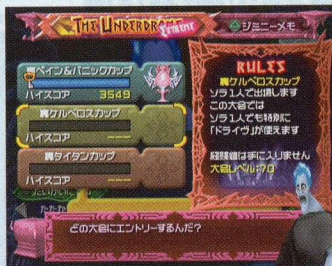 THE UNDERDROME
EXTREME
ジミニーメモ
裏ペイン&パニックカップ
ハイスコア 3549
裏ケルベロスカップ
ハイスコア ---
裏タイタンカップ
ハイスコア ---
RULES
裏ケルベロスカップ
ソラ1人で出場します
この大会では
ソラ1人でも特別に
「ドライヴ」が使えます
経験値は手に入りません
大会レベル:70
どの大会にエントリーするんだ?